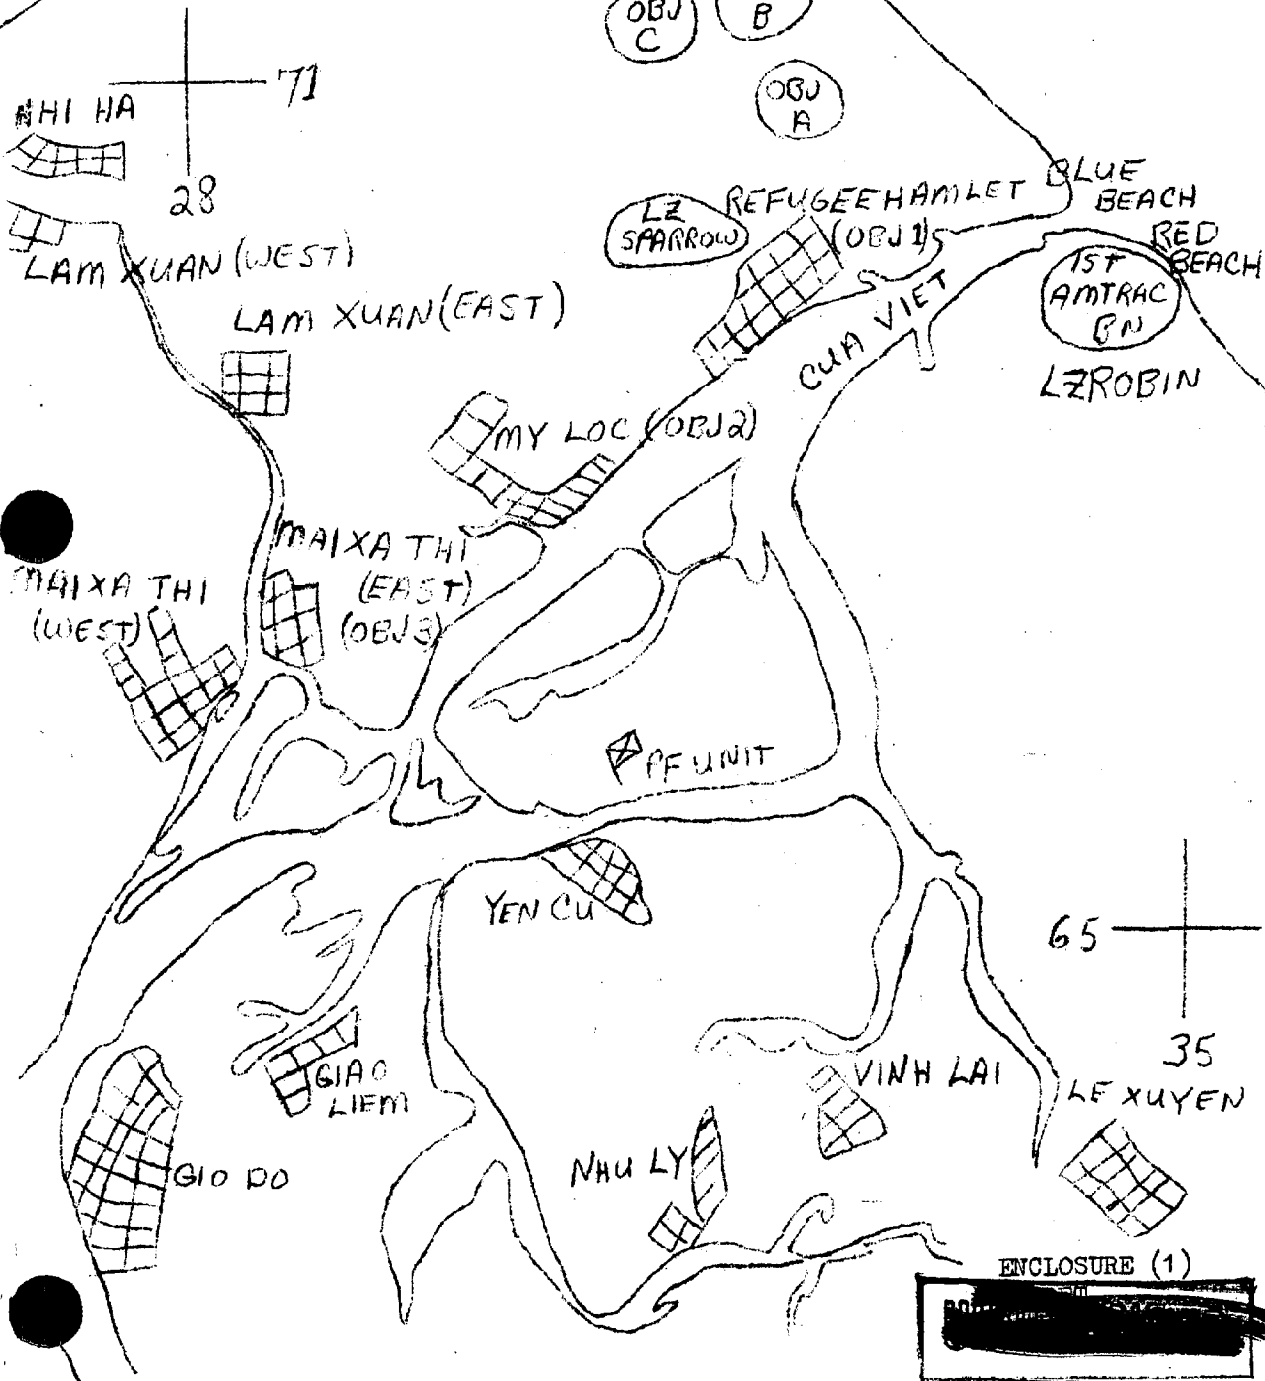 OBJ
C
B
OBJ
A
71
NHI HA
28
LAM XUAN (WEST)
LZ
SPARROW
REFUGEE HAMLET
(OBJ 1)
BLUE
BEACH
RED
BEACH
1ST
AMTRAC
BN
LZ ROBIN
CUA VIET
LAM XUAN (EAST)
MY LOC (OBJ 2)
MAI XA THI
(EAST)
(OBJ 3)
MAI XA THI
(WEST)
PF UNIT
YEN CU
65
35
GIAO
LIEM
VINH LAI
LE XUYEN
GIO DO
NHU LY
ENCLOSURE (1)